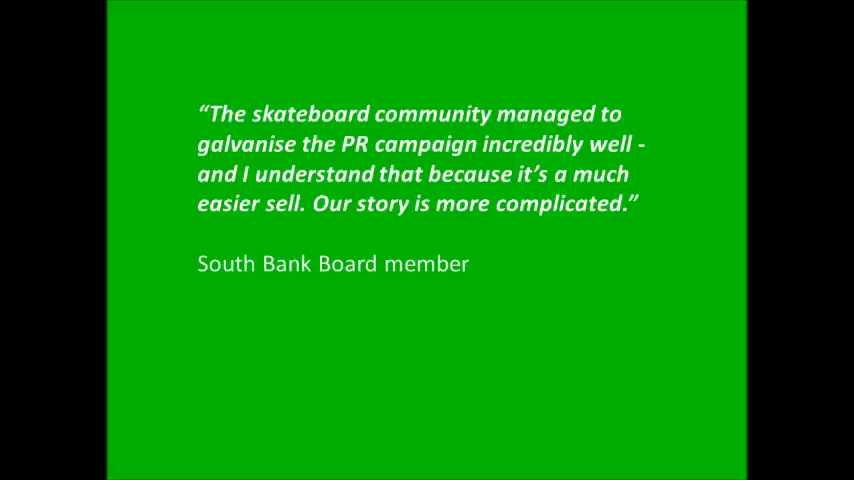 “The skateboard community managed to
galvanise the PR campaign incredibly well -
and I understand that because it’s a much
easier sell. Our story is more complicated.”
South Bank Board member